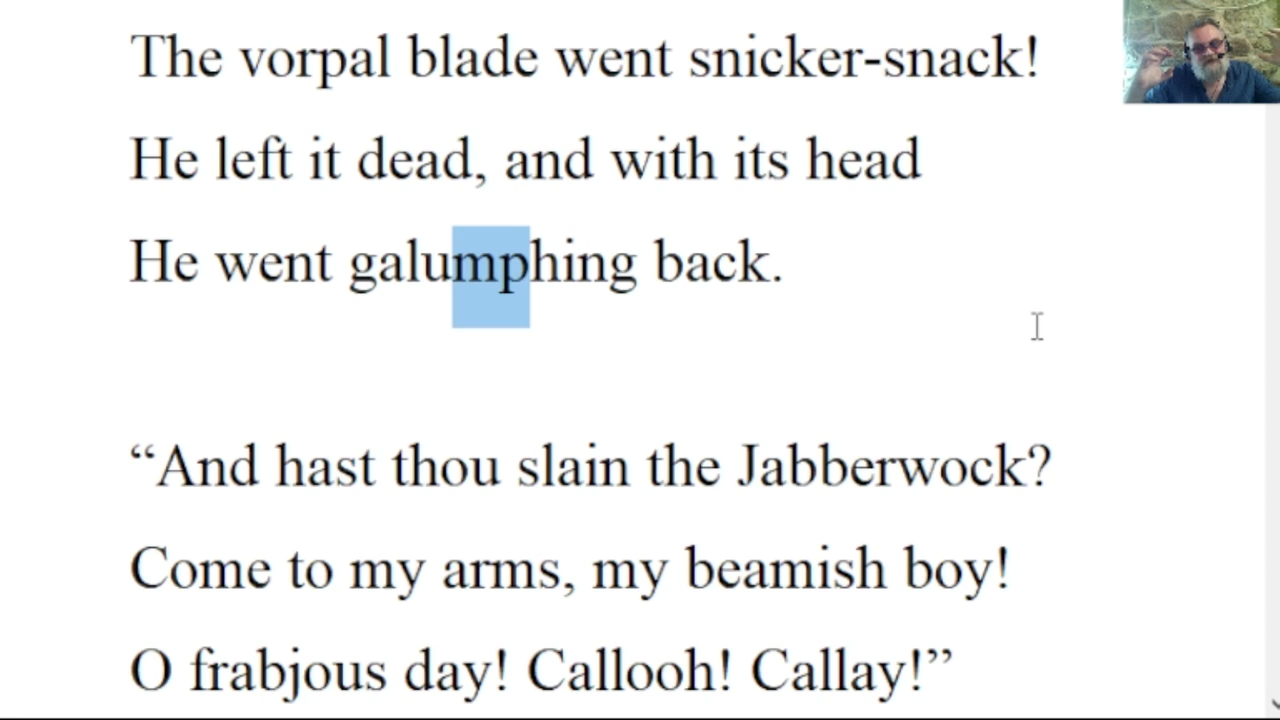 The vorpal blade went snicker-snack!
He left it dead, and with its head
He went galumphing back.
“And hast thou slain the Jabberwock?
Come to my arms, my beamish boy!
O frabjous day! Callooh! Callay!”